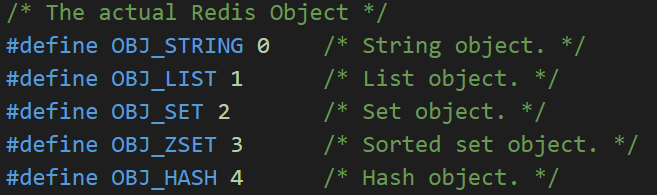 /* The actual Redis Object */
#define OBJ_STRING 0    /* String object. */
#define OBJ_LIST 1      /* List object. */
#define OBJ_SET 2       /* Set object. */
#define OBJ_ZSET 3      /* Sorted set object. */
#define OBJ_HASH 4      /* Hash object. */